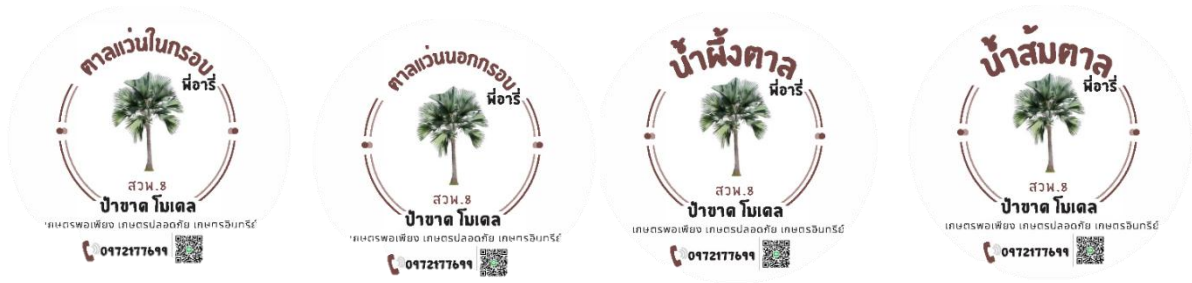 ตาลแว่นในกรอบ
พี่อารี่
สวพ.8
ป๋าขาด โมเดล
เกษตรพอเพียง เกษตรปลอดภัย เกษตรอินทรีย์
0972177699
ตาลแว่นนอกกรอบ
พี่อารี่
สวพ.8
ป๋าขาด โมเดล
เกษตรพอเพียง เกษตรปลอดภัย เกษตรอินทรีย์
0972177699
น้ำผึ้งตาล
พี่อารี่
สวพ.8
ป๋าขาด โมเดล
เกษตรพอเพียง เกษตรปลอดภัย เกษตรอินทรีย์
0972177699
น้ำส้มตาล
พี่อารี่
สวพ.8
ป๋าขาด โมเดล
เกษตรพอเพียง เกษตรปลอดภัย เกษตรอินทรีย์
0972177699